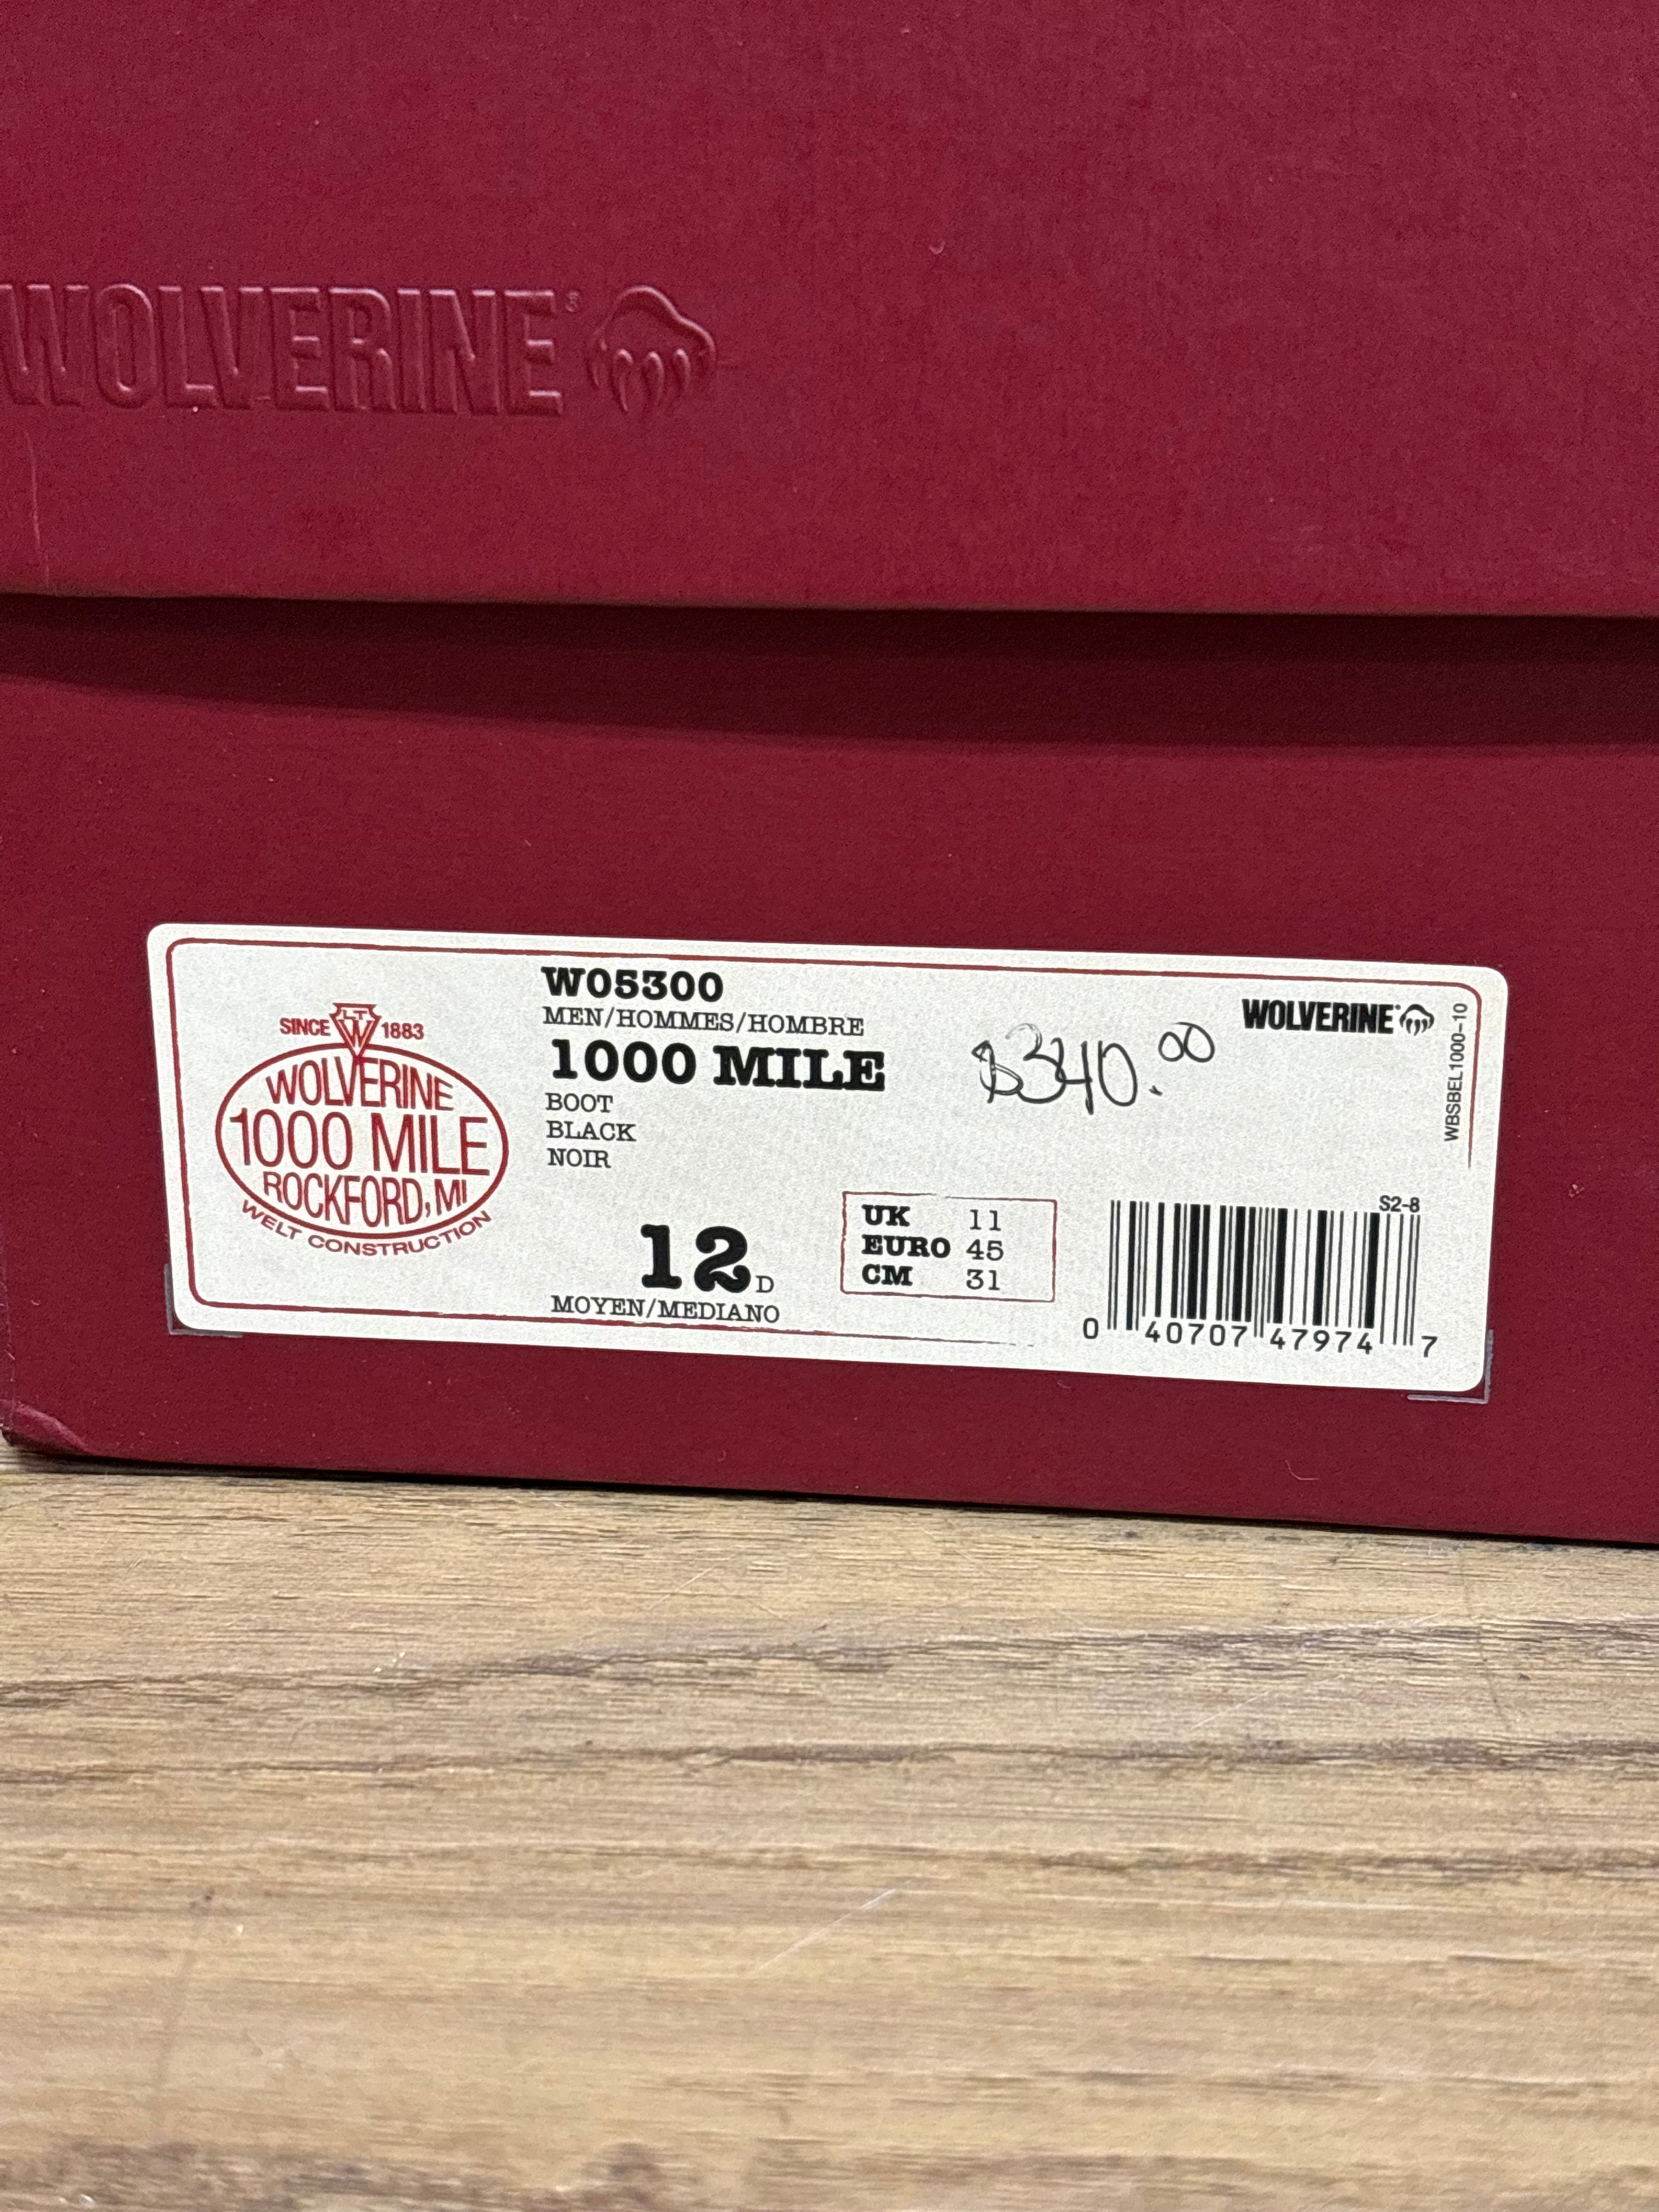 WOLVERINE®
W05300
MEN/HOMMES/HOMBRE
1000 MILE
BOOT
BLACK
NOIR
12 D
MOYEN/MEDIANO
SINCE LTW 1883
WOLVERINE
1000 MILE
ROCKFORD, MI
WELT CONSTRUCTION
$340.00
WOLVERINE®
WBSBEL1000-10
UK 11
EURO 45
CM 31
S2-8
0 40707 47974 7